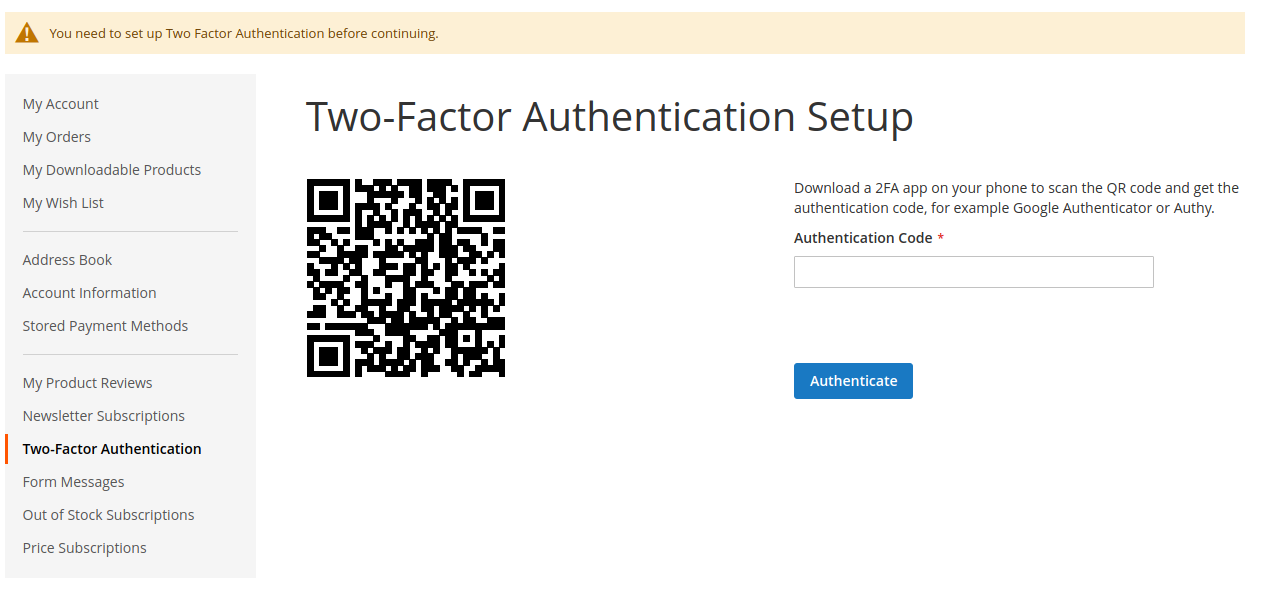 You need to set up Two Factor Authentication before continuing.
My Account
My Orders
My Downloadable Products
My Wish List
Address Book
Account Information
Stored Payment Methods
My Product Reviews
Newsletter Subscriptions
Two-Factor Authentication
Form Messages
Out of Stock Subscriptions
Price Subscriptions
Two-Factor Authentication Setup
Download a 2FA app on your phone to scan the QR code and get the
authentication code, for example Google Authenticator or Authy.
Authentication Code *
Authenticate